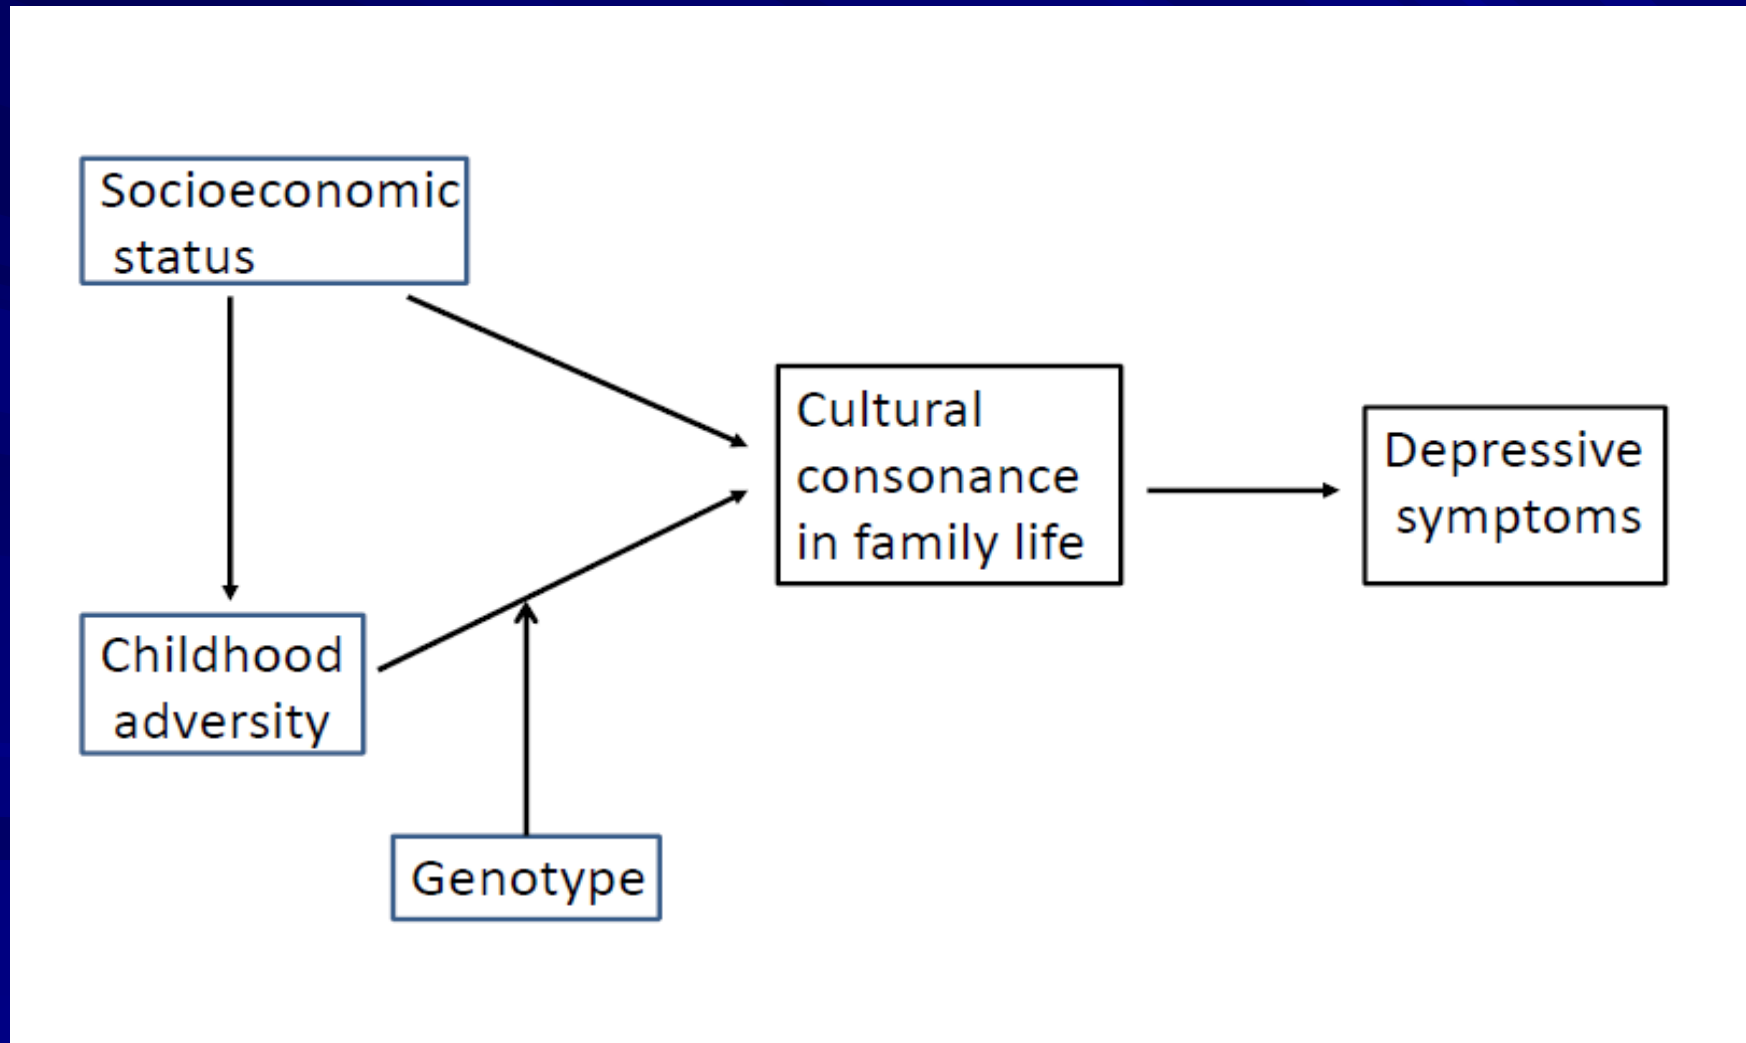 Socioeconomic
status
Cultural
consonance
in family life
Depressive
symptoms
Childhood
adversity
Genotype